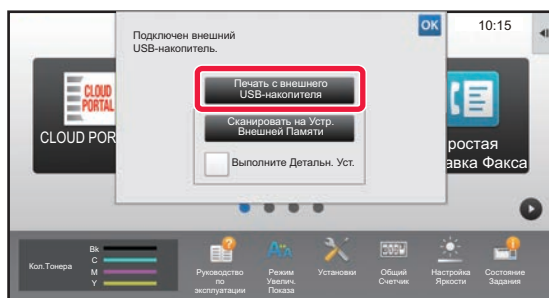 Подключен внешний
USB-накопитель.
OK
10:15
Печать с внешнего
USB-накопителя
Сканировать на Устр.
Внешней Памяти
Выполните Детальн. Уст.
CLOUD
PORTAL
CLOUD POR
ростая
авка Факса
Кол.Тонера
Bk
C
M
Y
Руководство
по
эксплуатации
Режим
Увелич.
Показа
Установки
Общий
Счетчик
Настройка
Яркости
Состояние
Задания